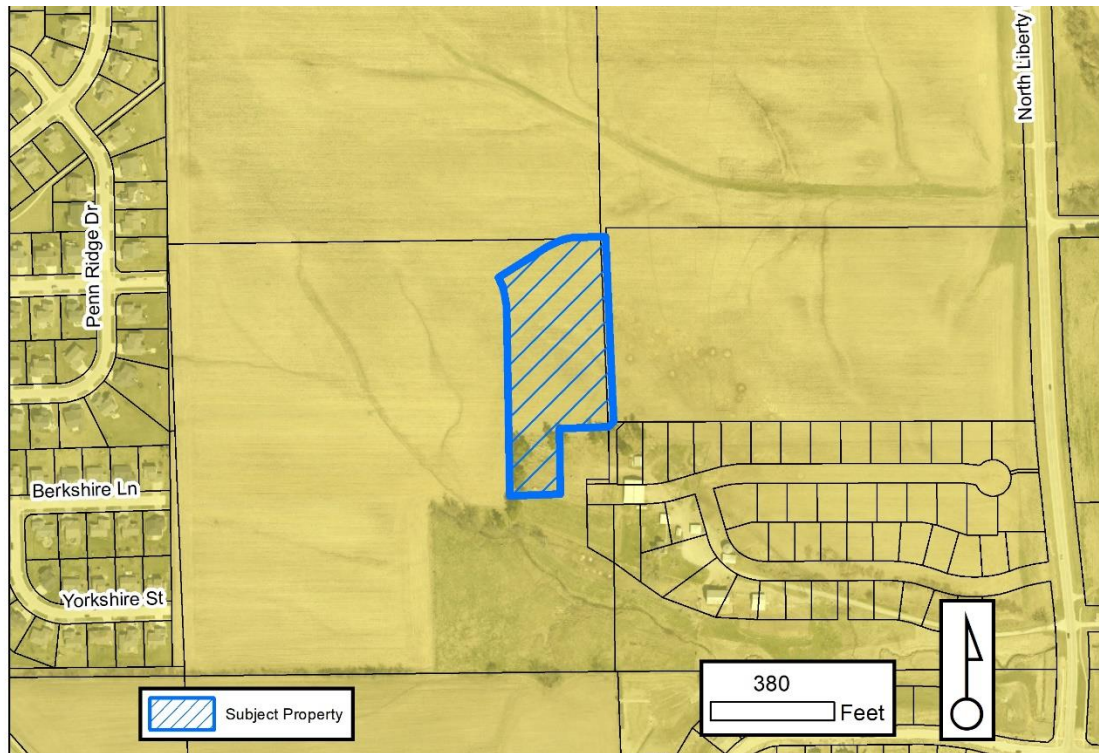 North Liberty
Penn Ridge Dr
Berkshire Ln
Yorkshire St
Subject Property
380
Feet